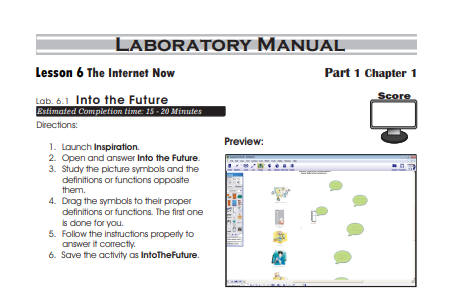 LABORATORY MANUAL
Lesson 6 The Internet Now
Part 1 Chapter 1
Lab. 6.1 Into the Future
Score
Estimated Completion time: 15 - 20 Minutes
Directions:
Preview:
1. Launch Inspiration.
2. Open and answer Into the Future.
3. Study the picture symbols and the
definitions or functions opposite
them.
4. Drag the symbols to their proper
definitions or functions. The first one
is done for you.
5. Follow the instructions properly to
answer it correctly.
6. Save the activity as IntoTheFuture.